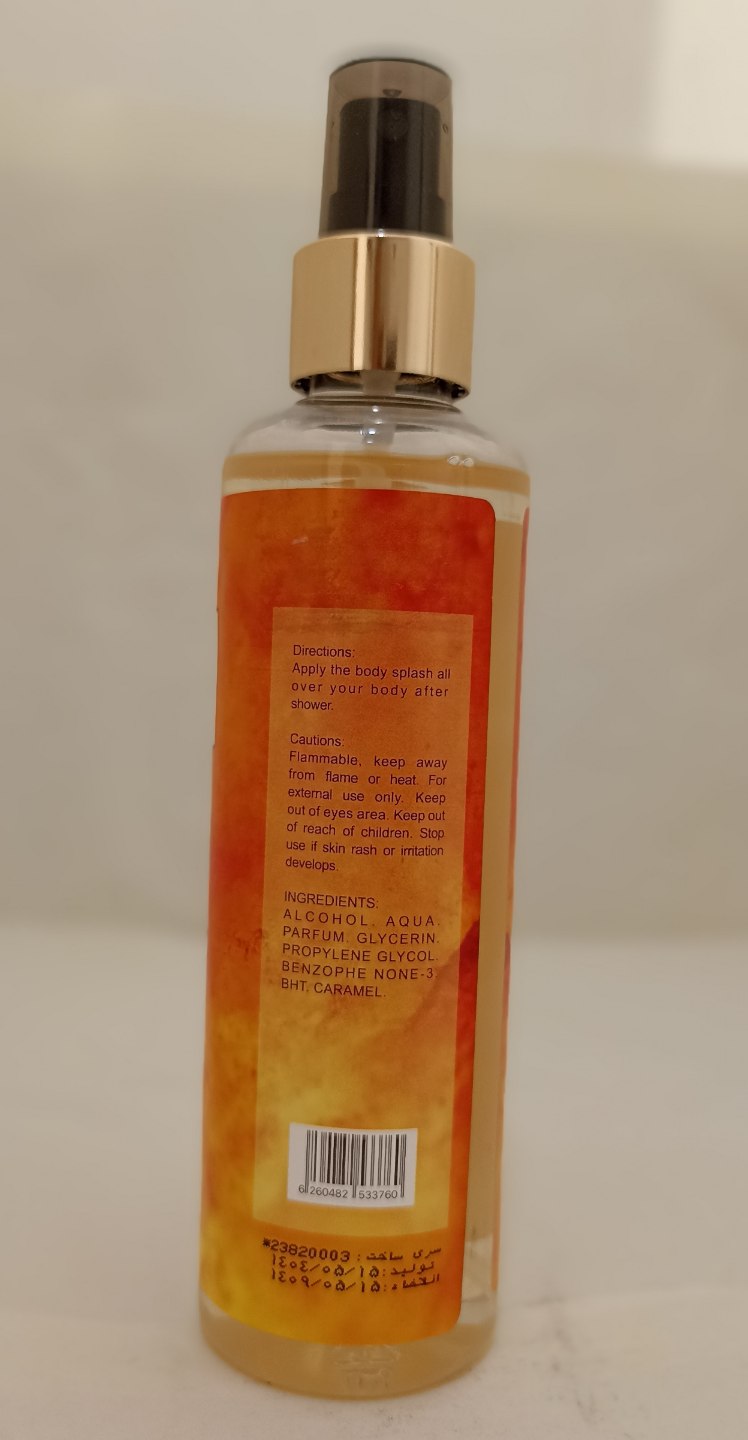 Directions:
Apply the body splash all
over your body after
shower.
Cautions:
Flammable, keep away
from flame or heat. For
external use only. Keep
out of eyes area. Keep out
of reach of children. Stop
use if skin rash or irritation
develops.
INGREDIENTS:
ALCOHOL, AQUA,
PARFUM, GLYCERIN,
PROPYLENE GLYCOL,
BENZOPHE NONE-3,
BHT, CARAMEL.
6 260482 533760
سری ساخت: 23820003*
تولید: ۱۴۰۴/۰۵/۱۵
انقضاء: ۱۴۰۹/۰۵/۱۵